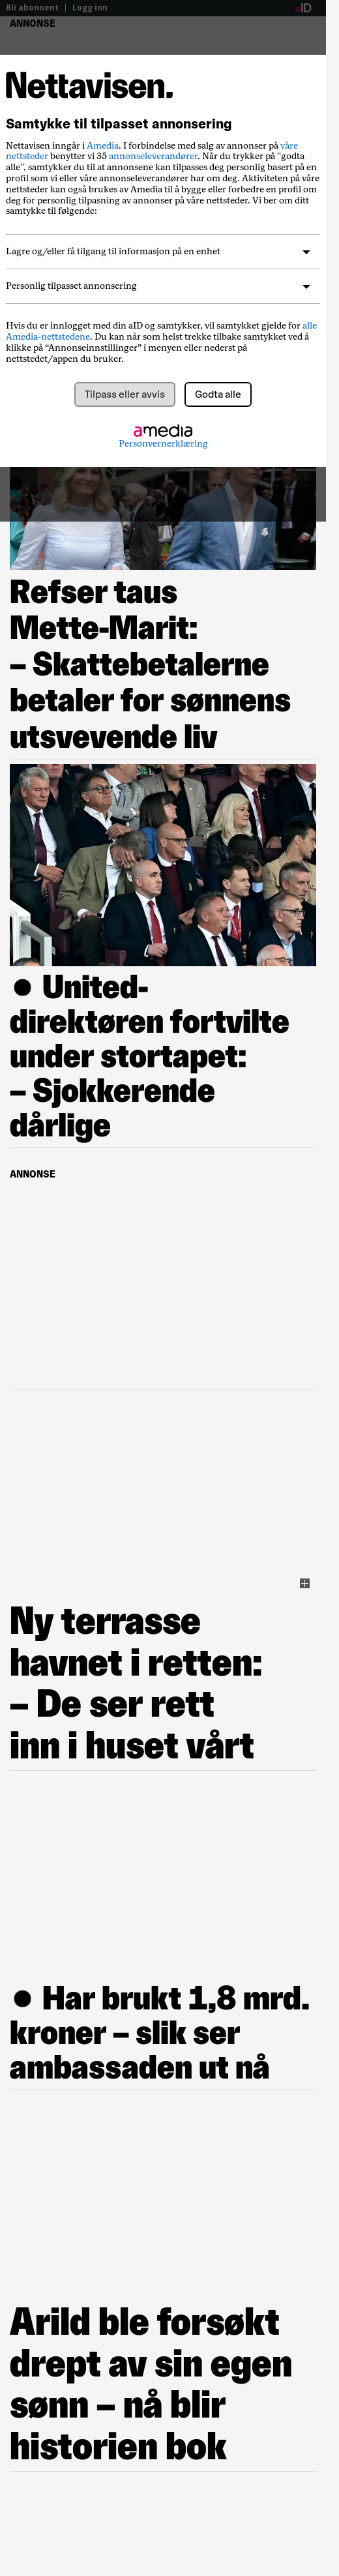 Bli abonnent | Logg inn
aID
ANNONSE
Nettavisen.
Samtykke til tilpasset annonsering
Nettavisen inngår i Amedia. I forbindelse med salg av annonser på våre
nettsteder benytter vi 35 annonseleverandører. Når du trykker på "godta
alle", samtykker du til at annonsene kan tilpasses deg personlig basert på en
profil som vi eller våre annonseleverandører har om deg. Aktiviteten på våre
nettsteder kan også brukes av Amedia til å bygge eller forbedre en profil om
deg for personlig tilpasning av annonser på våre nettsteder. Vi ber om ditt
samtykke til følgende:
Lagre og/eller få tilgang til informasjon på en enhet
Personlig tilpasset annonsering
Hvis du er innlogget med din aID og samtykker, vil samtykket gjelde for alle
Amedia-nettstedene. Du kan når som helst trekke tilbake samtykket ved å
klikke på “Annonseinnstillinger” i menyen eller nederst på
nettstedet/appen du bruker.
Tilpass eller avvis
Godta alle
amedia
Personvernerklæring
Refser taus
Mette-Marit:
– Skattebetalerne
betaler for sønnens
utsvevende liv
● United-
direktøren fortvilte
under stortapet:
– Sjokkerende
dårlige
ANNONSE
Ny terrasse
havnet i retten:
– De ser rett
inn i huset vårt
● Har brukt 1,8 mrd.
kroner – slik ser
ambassaden ut nå
Arild ble forsøkt
drept av sin egen
sønn – nå blir
historien bok